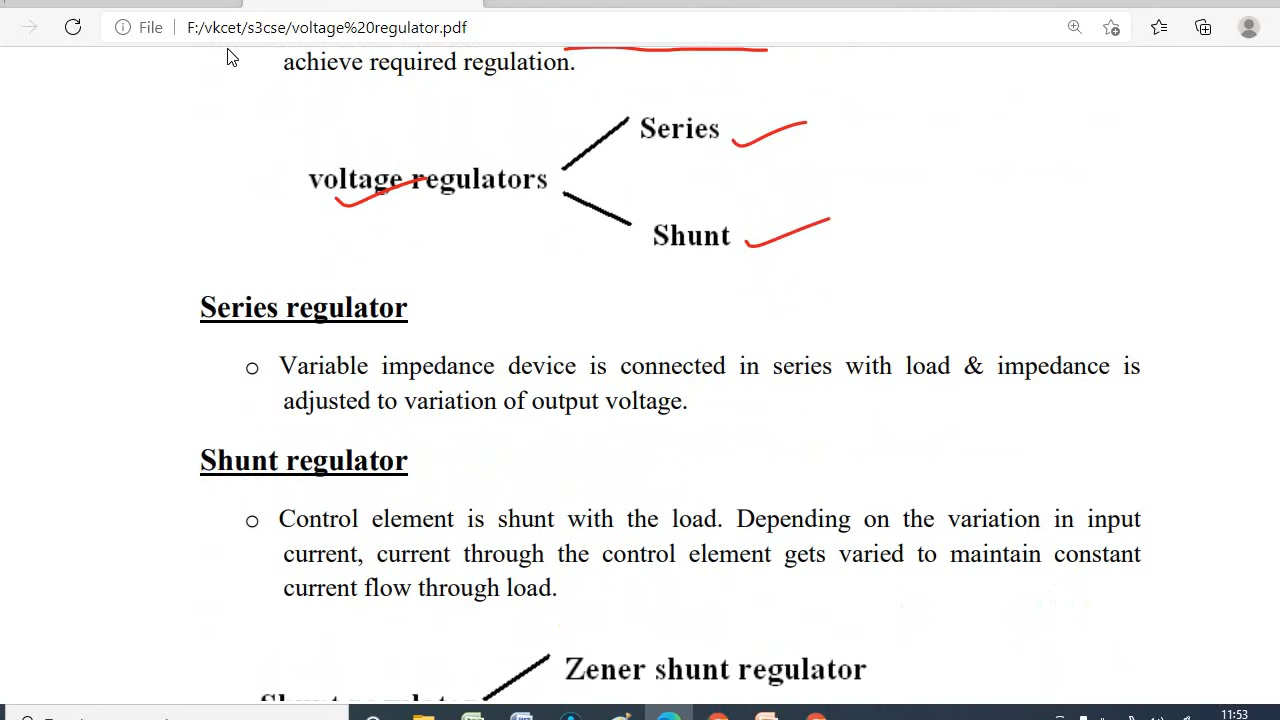 File
F:/vkcet/s3cse/voltage%20regulator.pdf
achieve required regulation.
Series
voltage regulators
Shunt
Series regulator
o Variable impedance device is connected in series with load & impedance is
adjusted to variation of output voltage.
Shunt regulator
o Control element is shunt with the load. Depending on the variation in input
current, current through the control element gets varied to maintain constant
current flow through load.
Zener shunt regulator
11:53